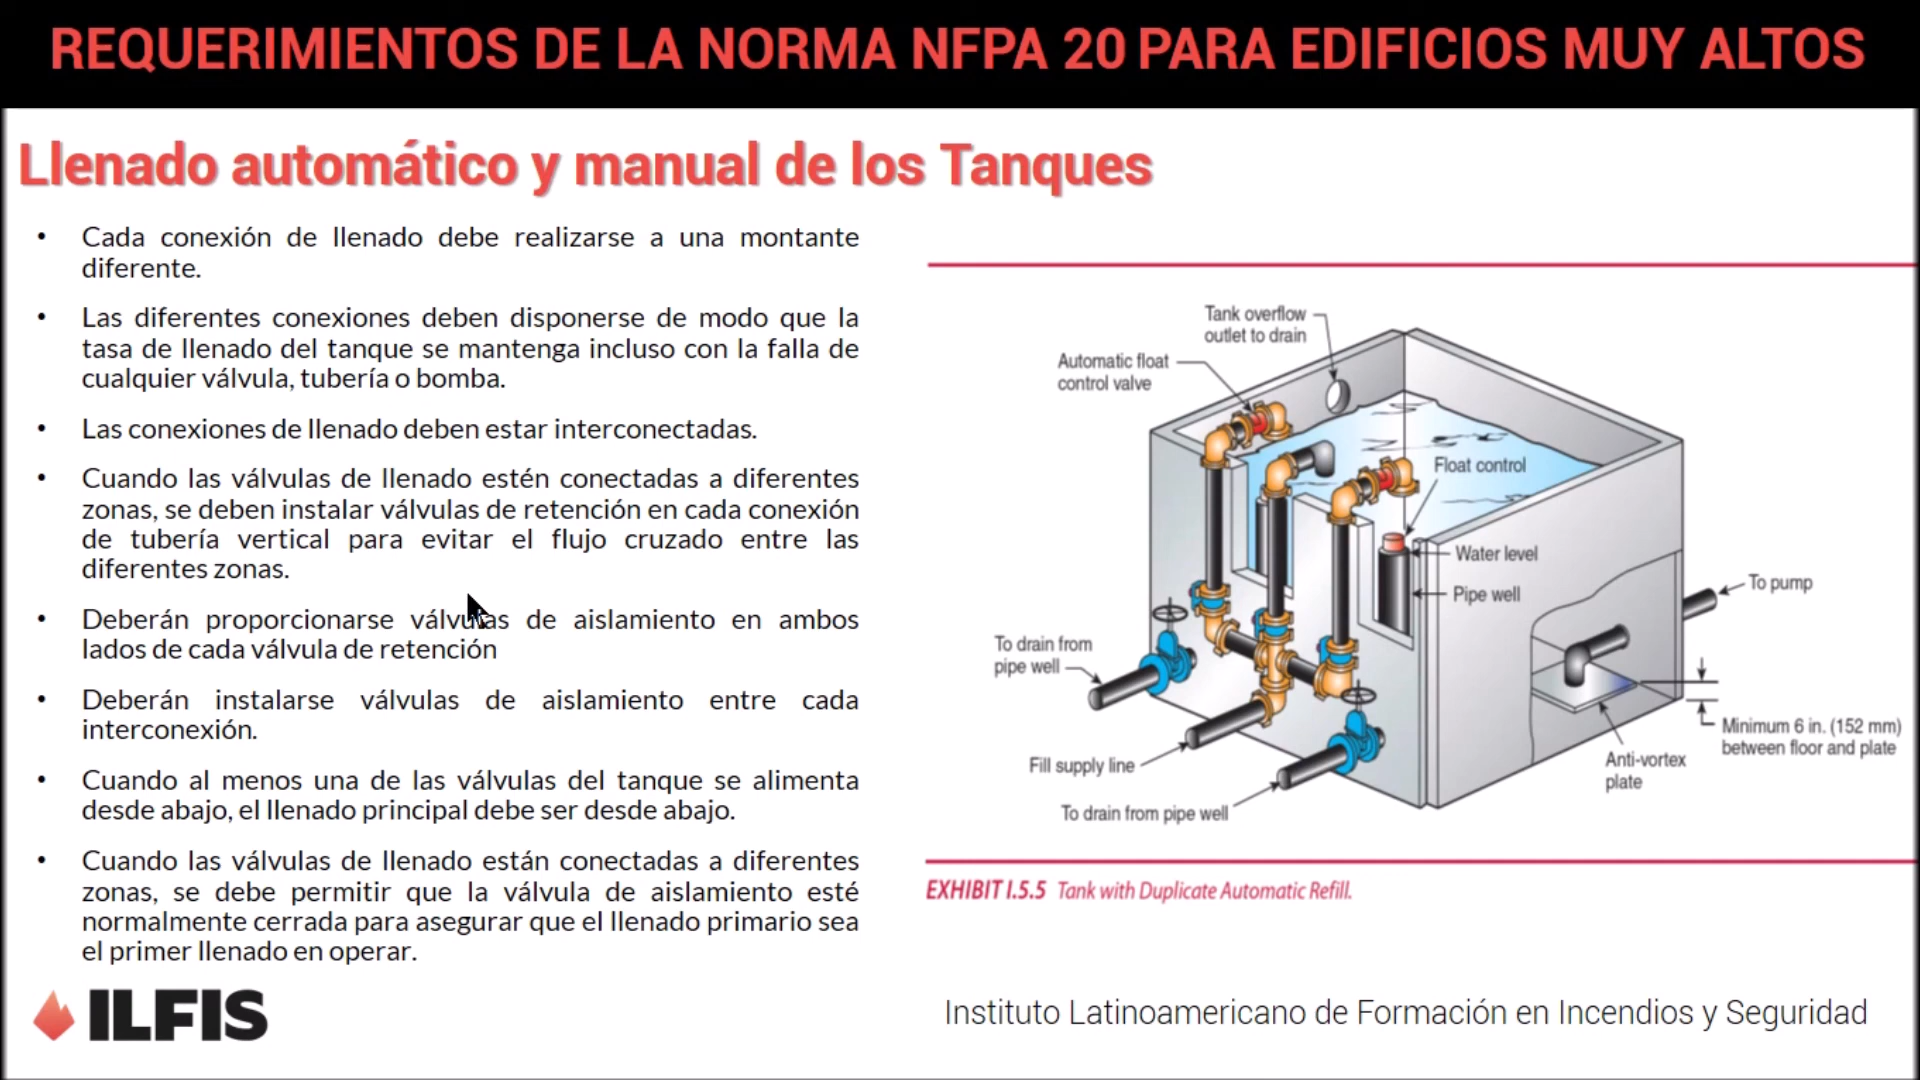 REQUERIMIENTOS DE LA NORMA NFPA 20 PARA EDIFICIOS MUY ALTOS
Llenado automático y manual de los Tanques
• Cada conexión de llenado debe realizarse a una montante
diferente.
• Las diferentes conexiones deben disponerse de modo que la
tasa de llenado del tanque se mantenga incluso con la falla de
cualquier válvula, tubería o bomba.
• Las conexiones de llenado deben estar interconectadas.
• Cuando las válvulas de llenado estén conectadas a diferentes
zonas, se deben instalar válvulas de retención en cada conexión
de tubería vertical para evitar el flujo cruzado entre las
diferentes zonas.
• Deberán proporcionarse válvulas de aislamiento en ambos
lados de cada válvula de retención
• Deberán instalarse válvulas de aislamiento entre cada
interconexión.
• Cuando al menos una de las válvulas del tanque se alimenta
desde abajo, el llenado principal debe ser desde abajo.
• Cuando las válvulas de llenado están conectadas a diferentes
zonas, se debe permitir que la válvula de aislamiento esté
normalmente cerrada para asegurar que el llenado primario sea
el primer llenado en operar.
Tank overflow
outlet to drain
Automatic float
control valve
Float control
Water level
Pipe well
To pump
To drain from
pipe well
Minimum 6 in. (152 mm)
between floor and plate
Anti-vortex
plate
Fill supply line
To drain from pipe well
EXHIBIT I.5.5 Tank with Duplicate Automatic Refill.
ILFIS
Instituto Latinoamericano de Formación en Incendios y Seguridad